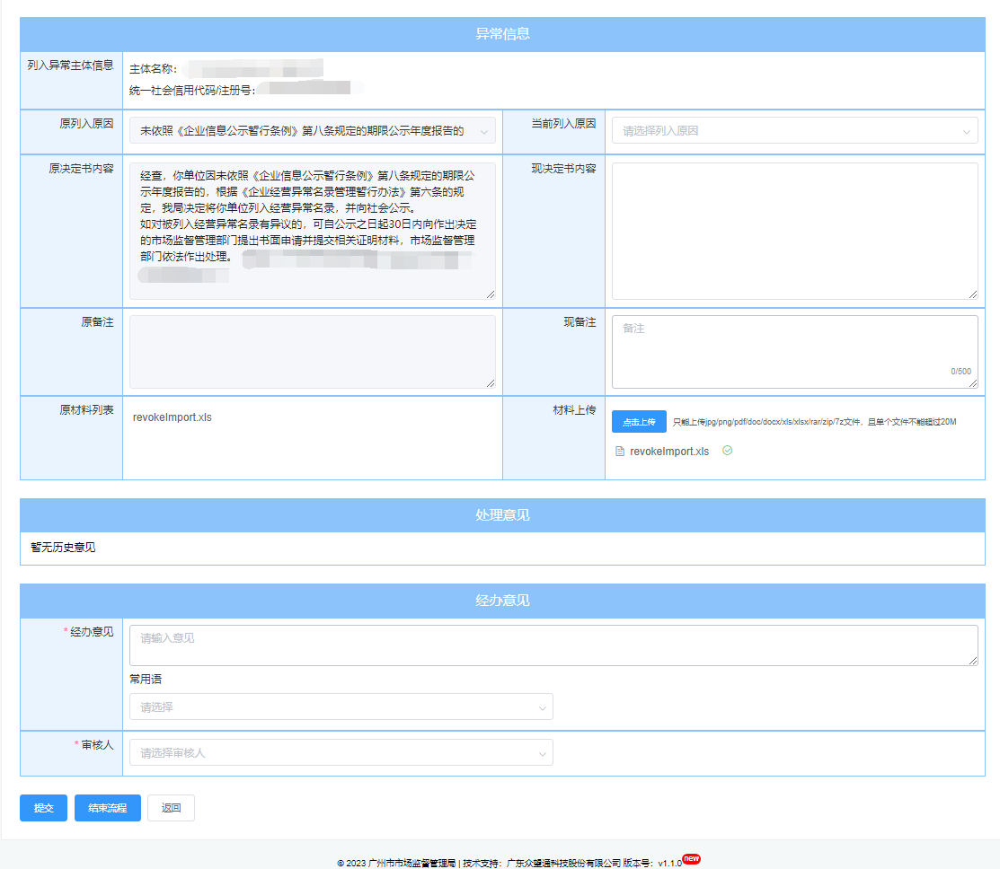 异常信息
列入异常主体信息
主体名称：
统一社会信用代码/注册号：
原列入原因
未依照《企业信息公示暂行条例》第八条规定的期限公示年度报告的
当前列入原因
请选择列入原因
原决定书内容
经查，你单位因未依照《企业信息公示暂行条例》第八条规定的期限公
示年度报告的，根据《企业经营异常名录管理暂行办法》第六条的规
定，我局决定将你单位列入经营异常名录，并向社会公示。
如对被列入经营异常名录有异议的，可自公示之日起30日内向作出决定
的市场监督管理部门提出书面申请并提交相关证明材料，市场监督管理
部门依法作出处理。
现决定书内容
原备注
现备注
备注
0/500
原材料列表
revokeImport.xls
材料上传
点击上传
只能上传jpg/png/pdf/doc/docx/xls/xlsx/rar/zip/7z文件，且单个文件不能超过20M
revokeImport.xls
处理意见
暂无历史意见
经办意见
* 经办意见
请输入意见
常用语
请选择
* 审核人
请选择审核人
提交
结束流程
返回
© 2023 广州市市场监督管理局 | 技术支持：广东众望通科技股份有限公司 版本号：v1.1.0 new